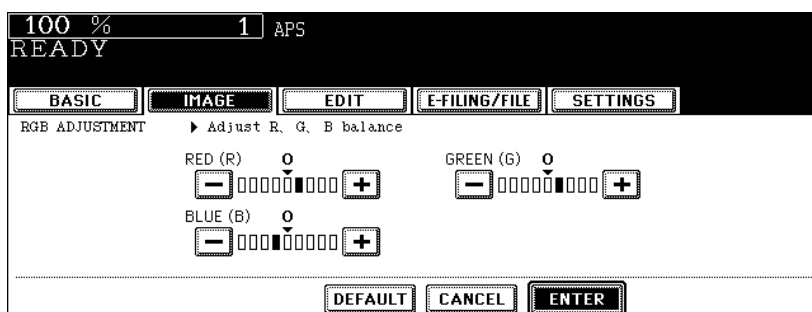 100 % 1 APS
READY
BASIC IMAGE EDIT E-FILING/FILE SETTINGS
RGB ADJUSTMENT ▶ Adjust R、G、B balance
RED (R) 0 GREEN (G) 0
− + − +
BLUE (B) 0
− +
DEFAULT CANCEL ENTER